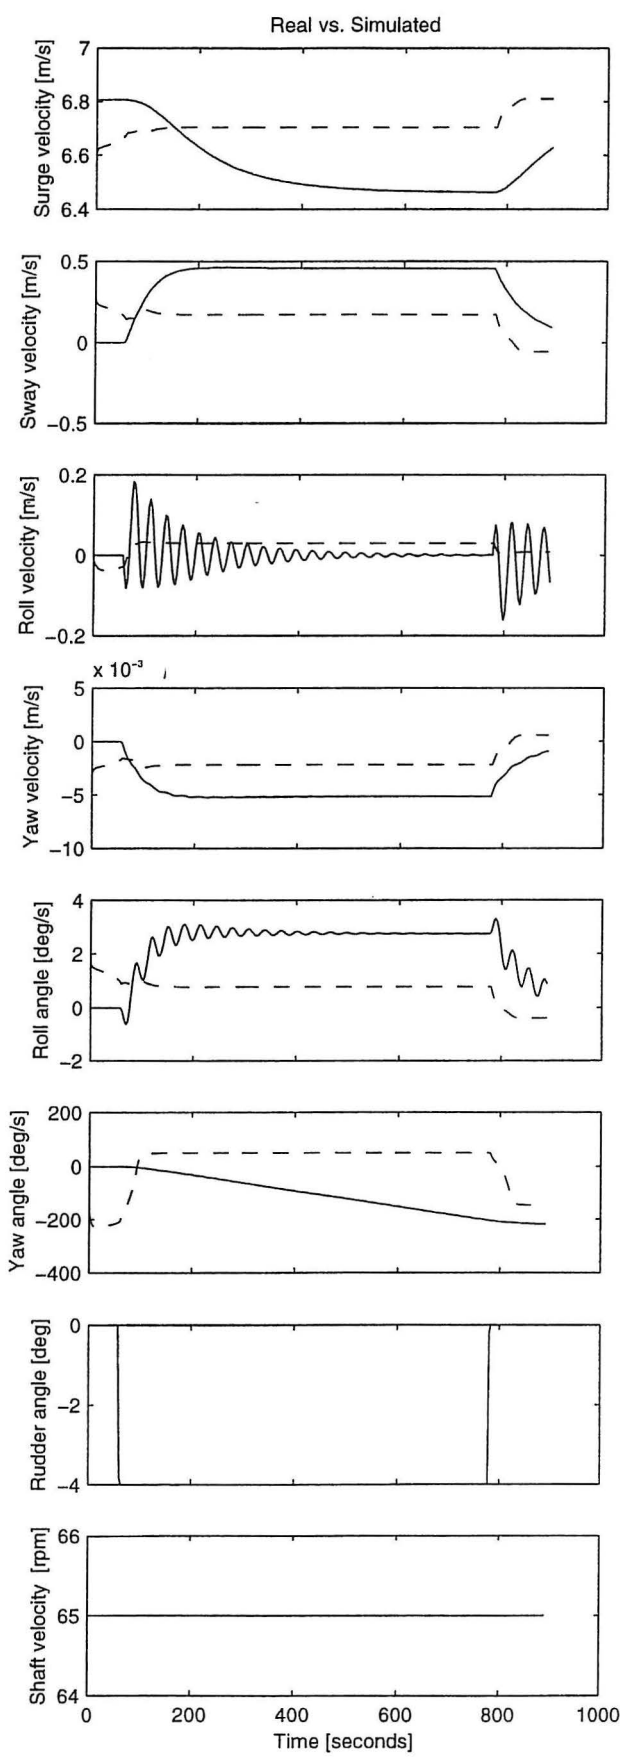 Real vs. Simulated
7
6.8
6.6
6.4
Surge velocity [m/s]
0.5
0
−0.5
Sway velocity [m/s]
0.2
0
−0.2
Roll velocity [m/s]
x 10⁻³
5
0
−5
−10
Yaw velocity [m/s]
4
2
0
−2
Roll angle [deg/s]
200
0
−200
−400
Yaw angle [deg/s]
0
−2
−4
Rudder angle [deg]
66
65
64
Shaft velocity [rpm]
0 200 400 600 800 1000
Time [seconds]